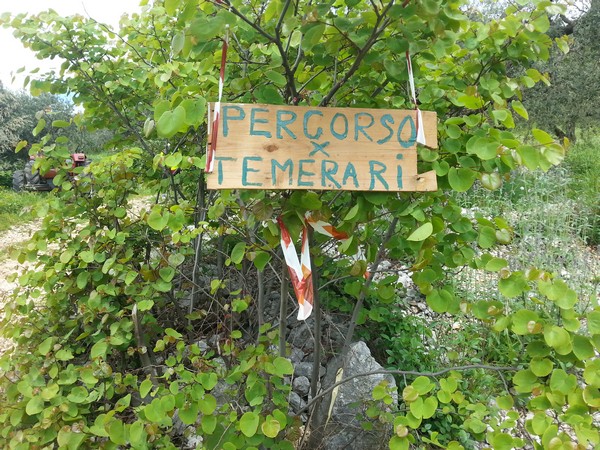 PERCORSO
×
TEMERARI